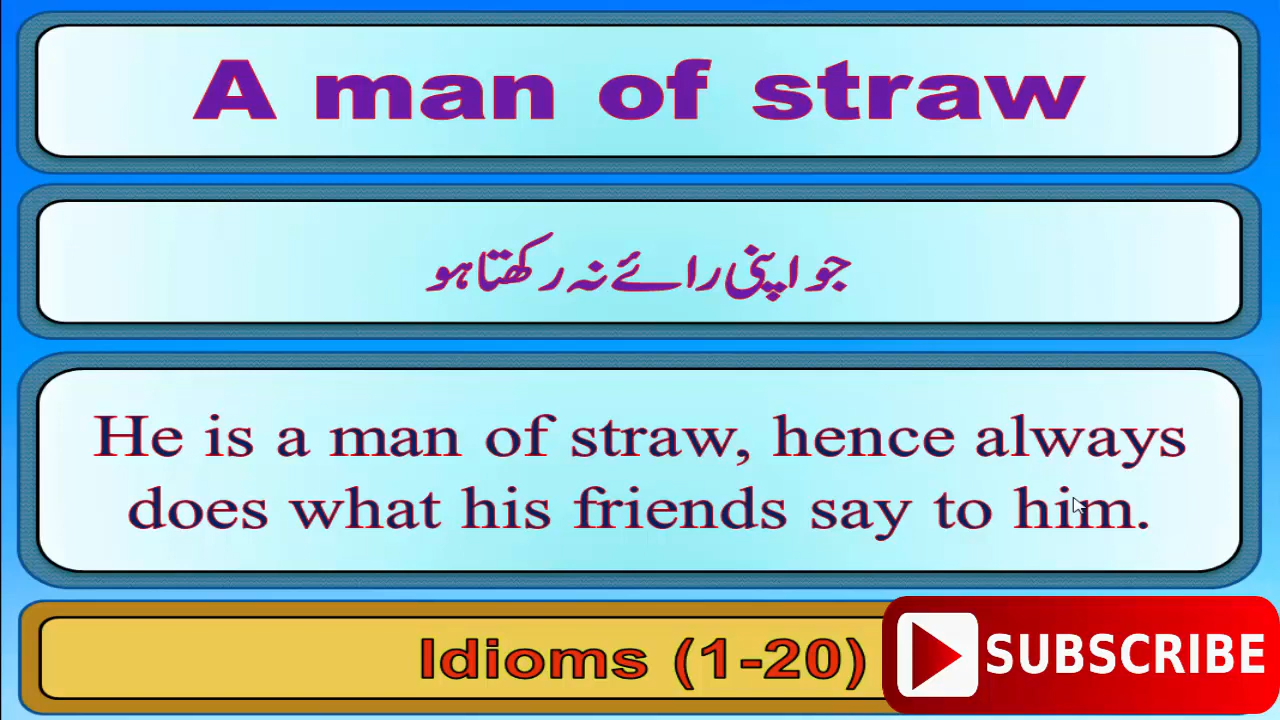 A man of straw
جو اپنی رائے نہ رکھتا ہو
He is a man of straw, hence always
does what his friends say to him.
Idioms (1-20)
SUBSCRIBE